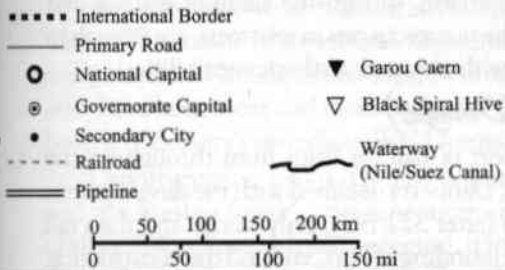 International Border
Primary Road
National Capital
Governorate Capital
Secondary City
Railroad
Pipeline
Garou Caern
Black Spiral Hive
Waterway
(Nile/Suez Canal)
50 100 150 200 km
0 50 100 150 mi